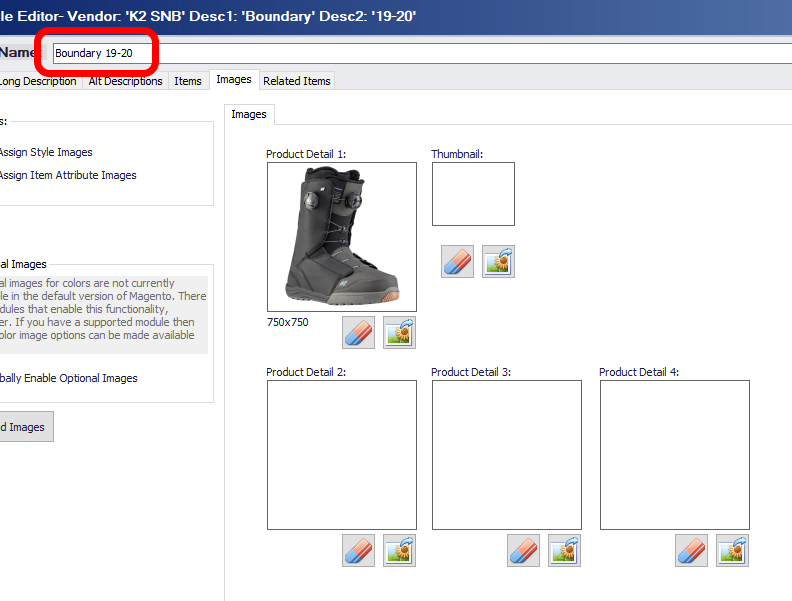 le Editor- Vendor: 'K2 SNB' Desc1: 'Boundary' Desc2: '19-20'
Name: Boundary 19-20
Long Description Alt Descriptions Items Images Related Items
s:
Assign Style Images
Assign Item Attribute Images
al Images
al images for colors are not currently
le in the default version of Magento. There
dules that enable this functionality,
er. If you have a supported module then
olor image options can be made available
bally Enable Optional Images
d Images
Images
Product Detail 1:
Thumbnail:
750x750
Product Detail 2:
Product Detail 3:
Product Detail 4: